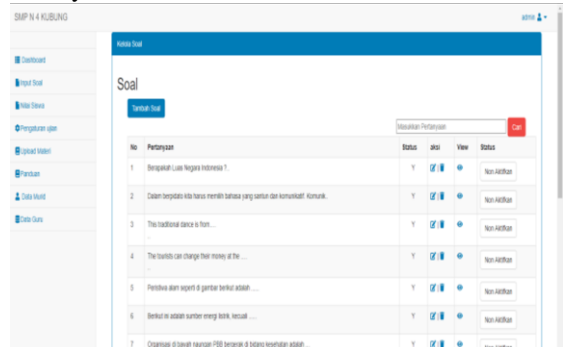 SMP N 4 KUBUNG
admin
Kelola Soal
Dashboard
Input Soal
Nilai Siswa
Pengaturan ujian
Upload Materi
Panduan
Data Murid
Data Guru
Soal
Tambah Soal
Masukkan Pertanyaan Cari
No Pertanyaan Status aksi View Status
1 Berapakah Luas Negara Indonesia ?. Y Non Aktifkan
2 Dalam berpidato kita harus memilih bahasa yang santun dan komunikatif. Komunik.. Y Non Aktifkan
3 This traditional dance is from.... Y Non Aktifkan
..
4 The tourists can change their money at the .... Y Non Aktifkan
..
5 Peristiwa alam seperti di gambar berikut adalah ..... Y Non Aktifkan
6 Berikut ini adalah sumber energi listrik, kecuali ..... Y Non Aktifkan
7 Organisasi di bawah naungan PBB bergerak di bidang kesehatan adalah .... Y Non Aktifkan